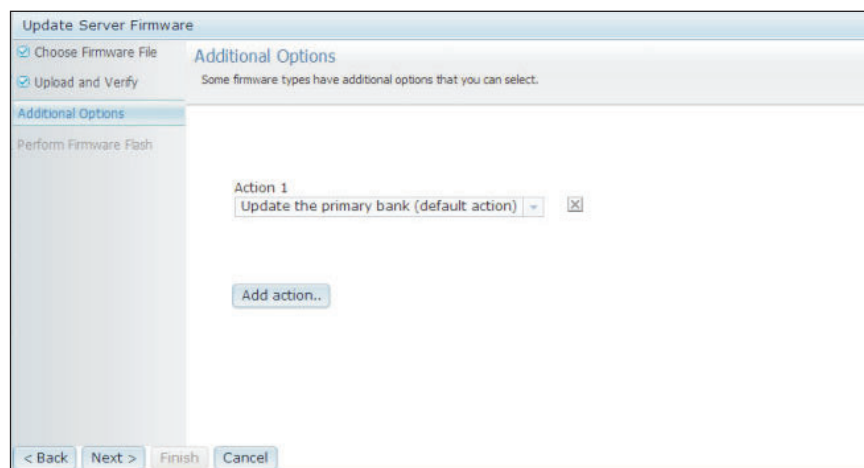 Update Server Firmware
Choose Firmware File
Upload and Verify
Additional Options
Perform Firmware Flash
Additional Options
Some firmware types have additional options that you can select.
Action 1
Update the primary bank (default action)
Add action..
< Back
Next >
Finish
Cancel